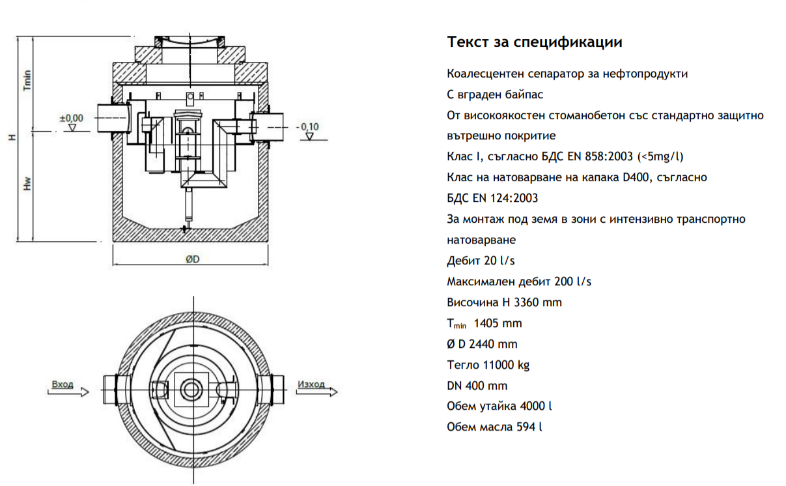 Текст за спецификации
Коалесцентен сепаратор за нефтопродукти
С вграден байпас
От висококякостен стоманобетон със стандартно защитно
вътрешно покритие
Клас I, съгласно БДС EN 858:2003 (<5mg/l)
Клас на натоварване на капака D400, съгласно
БДС EN 124:2003
За монтаж под земя в зони с интензивно транспортно
натоварване
Дебит 20 l/s
Максимален дебит 200 l/s
Височина H 3360 mm
Tmin 1405 mm
Ø D 2440 mm
Тегло 11000 kg
DN 400 mm
Обем утайка 4000 l
Обем масла 594 l
Tmin
H
±0,00
-0,10
Hw
ØD
Вход
Изход